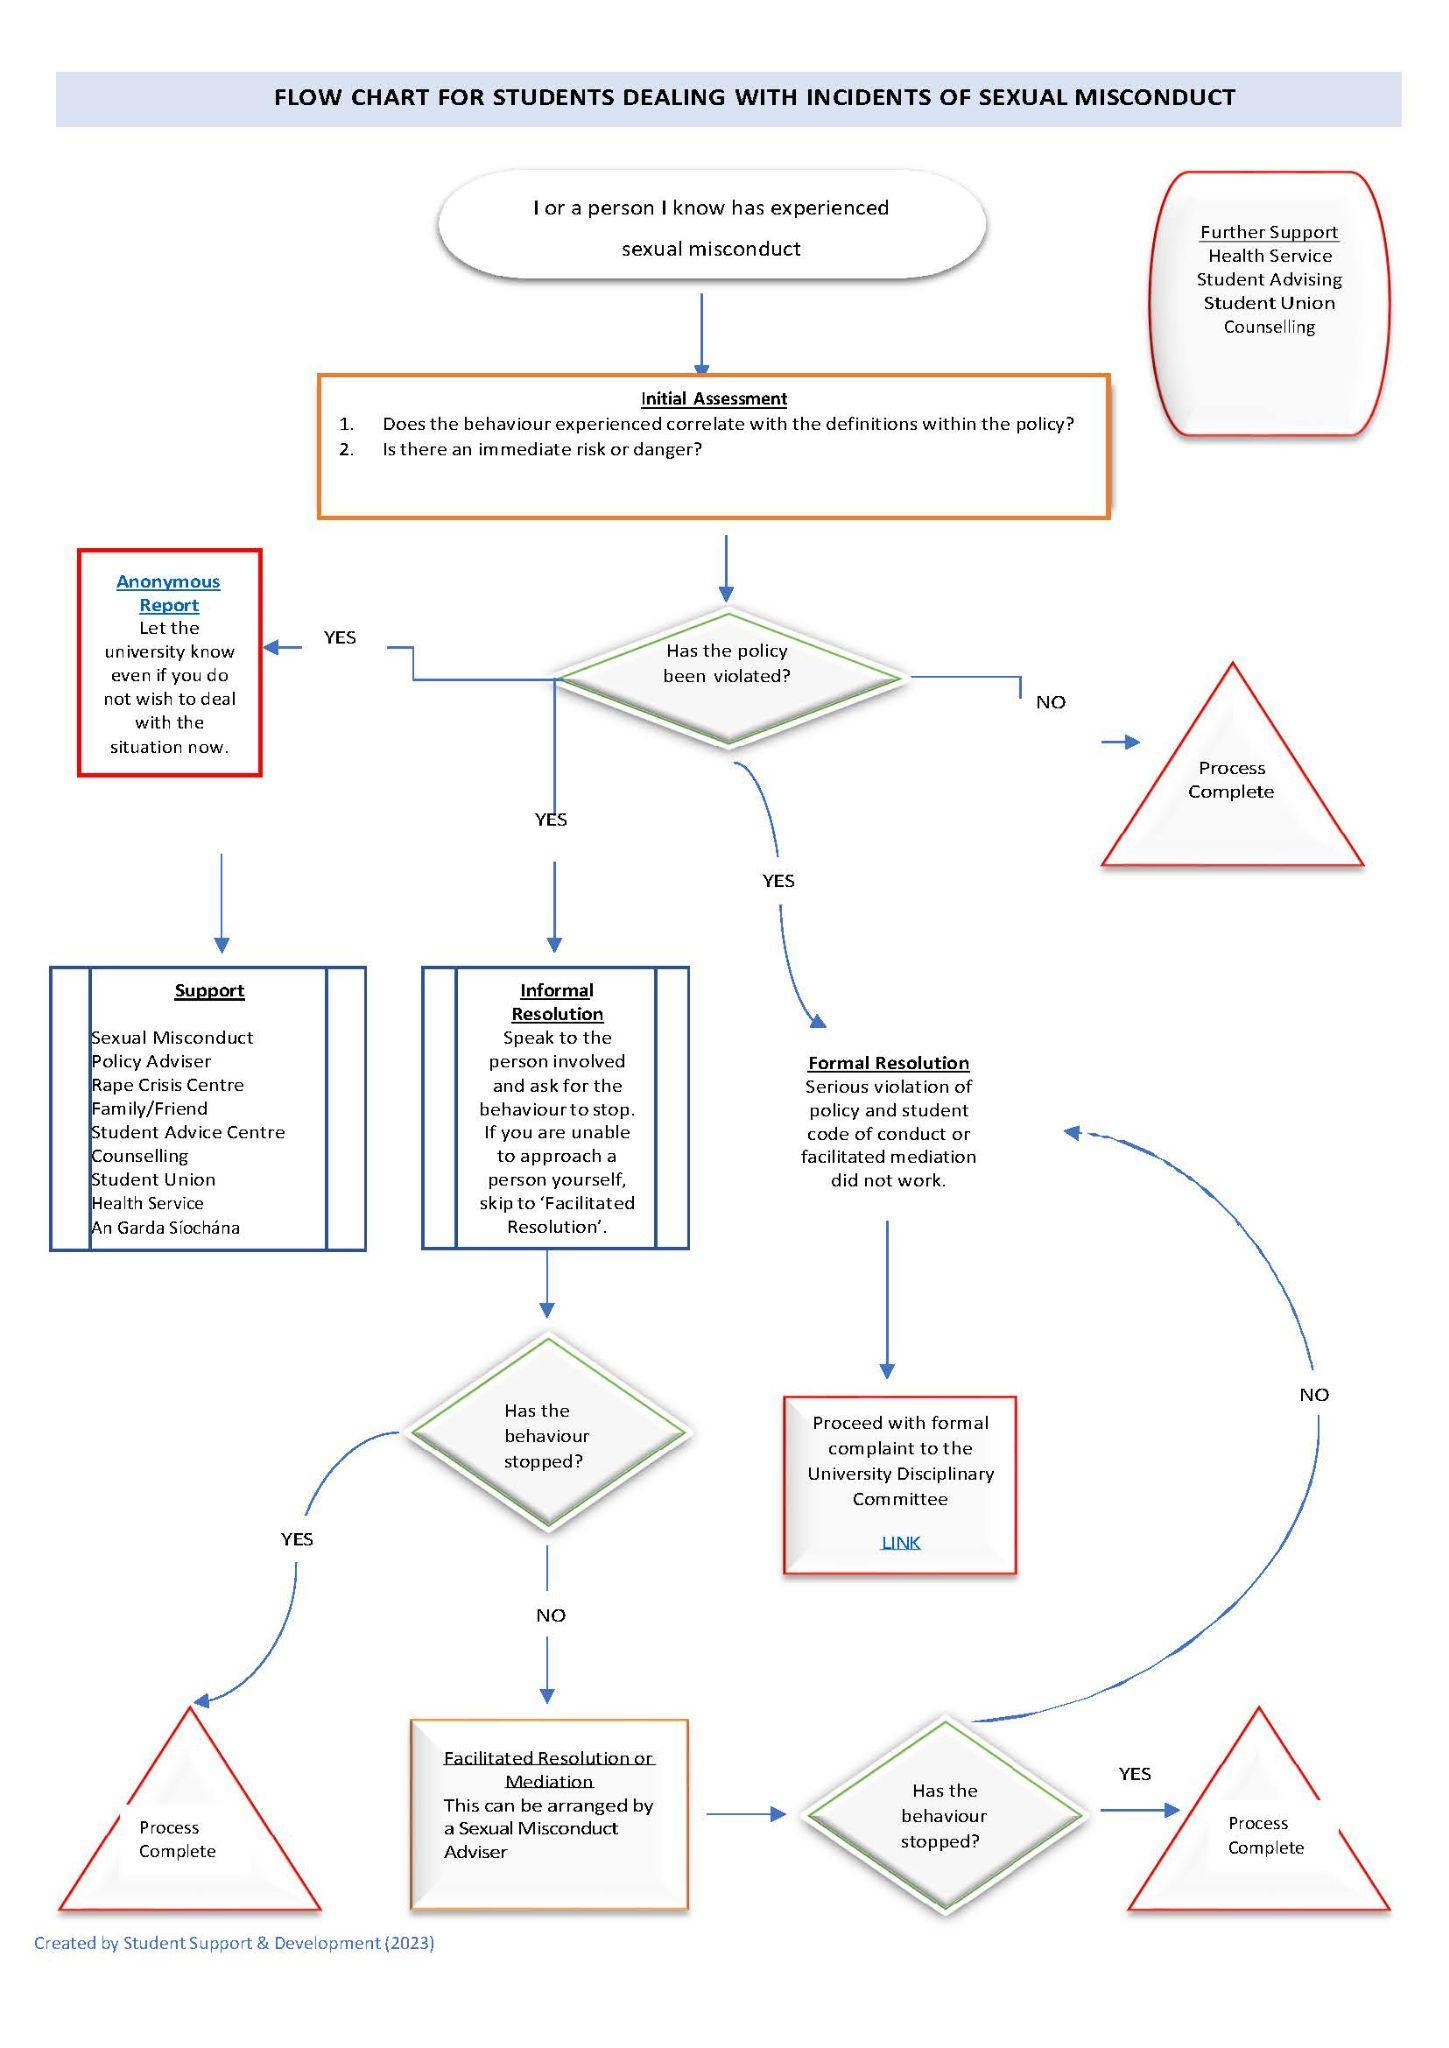 FLOW CHART FOR STUDENTS DEALING WITH INCIDENTS OF SEXUAL MISCONDUCT
I or a person I know has experienced
sexual misconduct
Further Support
Health Service
Student Advising
Student Union
Counselling
Initial Assessment
1. Does the behaviour experienced correlate with the definitions within the policy?
2. Is there an immediate risk or danger?
Anonymous
Report
Let the
university know
even if you do
not wish to deal
with the
situation now.
YES
Has the policy
been violated?
NO
Process
Complete
YES
YES
Support
Sexual Misconduct
Policy Adviser
Rape Crisis Centre
Family/Friend
Student Advice Centre
Counselling
Student Union
Health Service
An Garda Síochána
Informal
Resolution
Speak to the
person involved
and ask for the
behaviour to stop.
If you are unable
to approach a
person yourself,
skip to ‘Facilitated
Resolution’.
Formal Resolution
Serious violation of
policy and student
code of conduct or
facilitated mediation
did not work.
Has the
behaviour
stopped?
Proceed with formal
complaint to the
University Disciplinary
Committee
LINK
NO
YES
NO
Process
Complete
Facilitated Resolution or
Mediation
This can be arranged by
a Sexual Misconduct
Adviser
Has the
behaviour
stopped?
YES
Process
Complete
Created by Student Support & Development (2023)